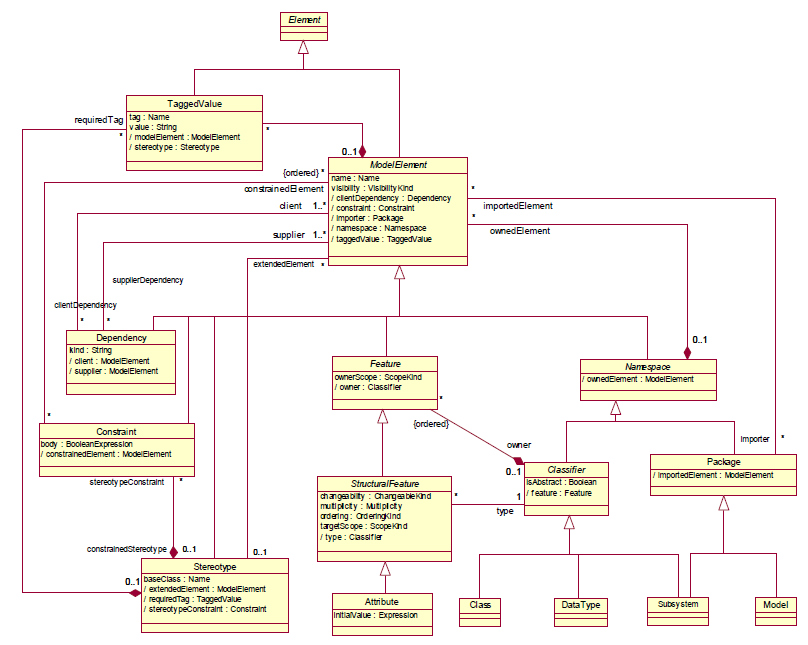 Element
TaggedValue
tag : Name
value : String
/ modelElement : ModelElement
/ stereotype : Stereotype
requiredTag
*
*
0..1
ModelElement
name : Name
visibility : VisibilityKind
/ clientDependency : Dependency
/ constraint : Constraint
/ importer : Package
/ namespace : Namespace
/ taggedValue : TaggedValue
{ordered} *
constrainedElement
client 1..*
supplier 1..*
extendedElement *
*
importedElement
*
ownedElement
supplierDependency
clientDependency
* *
Dependency
kind : String
/ client : ModelElement
/ supplier : ModelElement
Feature
ownerScope : ScopeKind
/ owner : Classifier
*
{ordered}
0..1
Namespace
/ ownedElement : ModelElement
*
Constraint
body : BooleanExpression
/ constrainedElement : ModelElement
stereotypeConstraint *
owner
0..1
importer *
Classifier
isAbstract : Boolean
/ feature : Feature
Package
/ importedElement : ModelElement
StructuralFeature
changeability : ChangeableKind
multiplicity : Multiplicity
ordering : OrderingKind
targetScope : ScopeKind
/ type : Classifier
*
1
type
constrainedStereotype 0..1
0..1
0..1
Stereotype
baseClass : Name
/ extendedElement : ModelElement
/ requiredTag : TaggedValue
/ stereotypeConstraint : Constraint
Attribute
initialValue : Expression
Class
DataType
Subsystem
Model